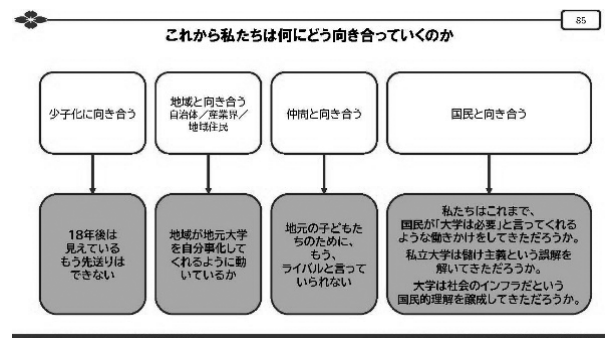 85
これから私たちは何にどう向き合っていくのか
少子化に向き合う
地域と向き合う
自治体/産業界/
地域住民
仲間と向き合う
国民と向き合う
18年後は
見えている
もう先送りは
できない
地域が地元大学
を自分事化して
くれるように動
いているか
地元の子どもた
ちのために、
もう、
ライバルと言って
いられない
私たちはこれまで、
国民が「大学は必要」と言ってくれる
ような働きかけをしてきただろうか。
私立大学は儲け主義という誤解を
解いてきただろうか。
大学は社会のインフラだという
国民的理解を醸成してきただろうか。